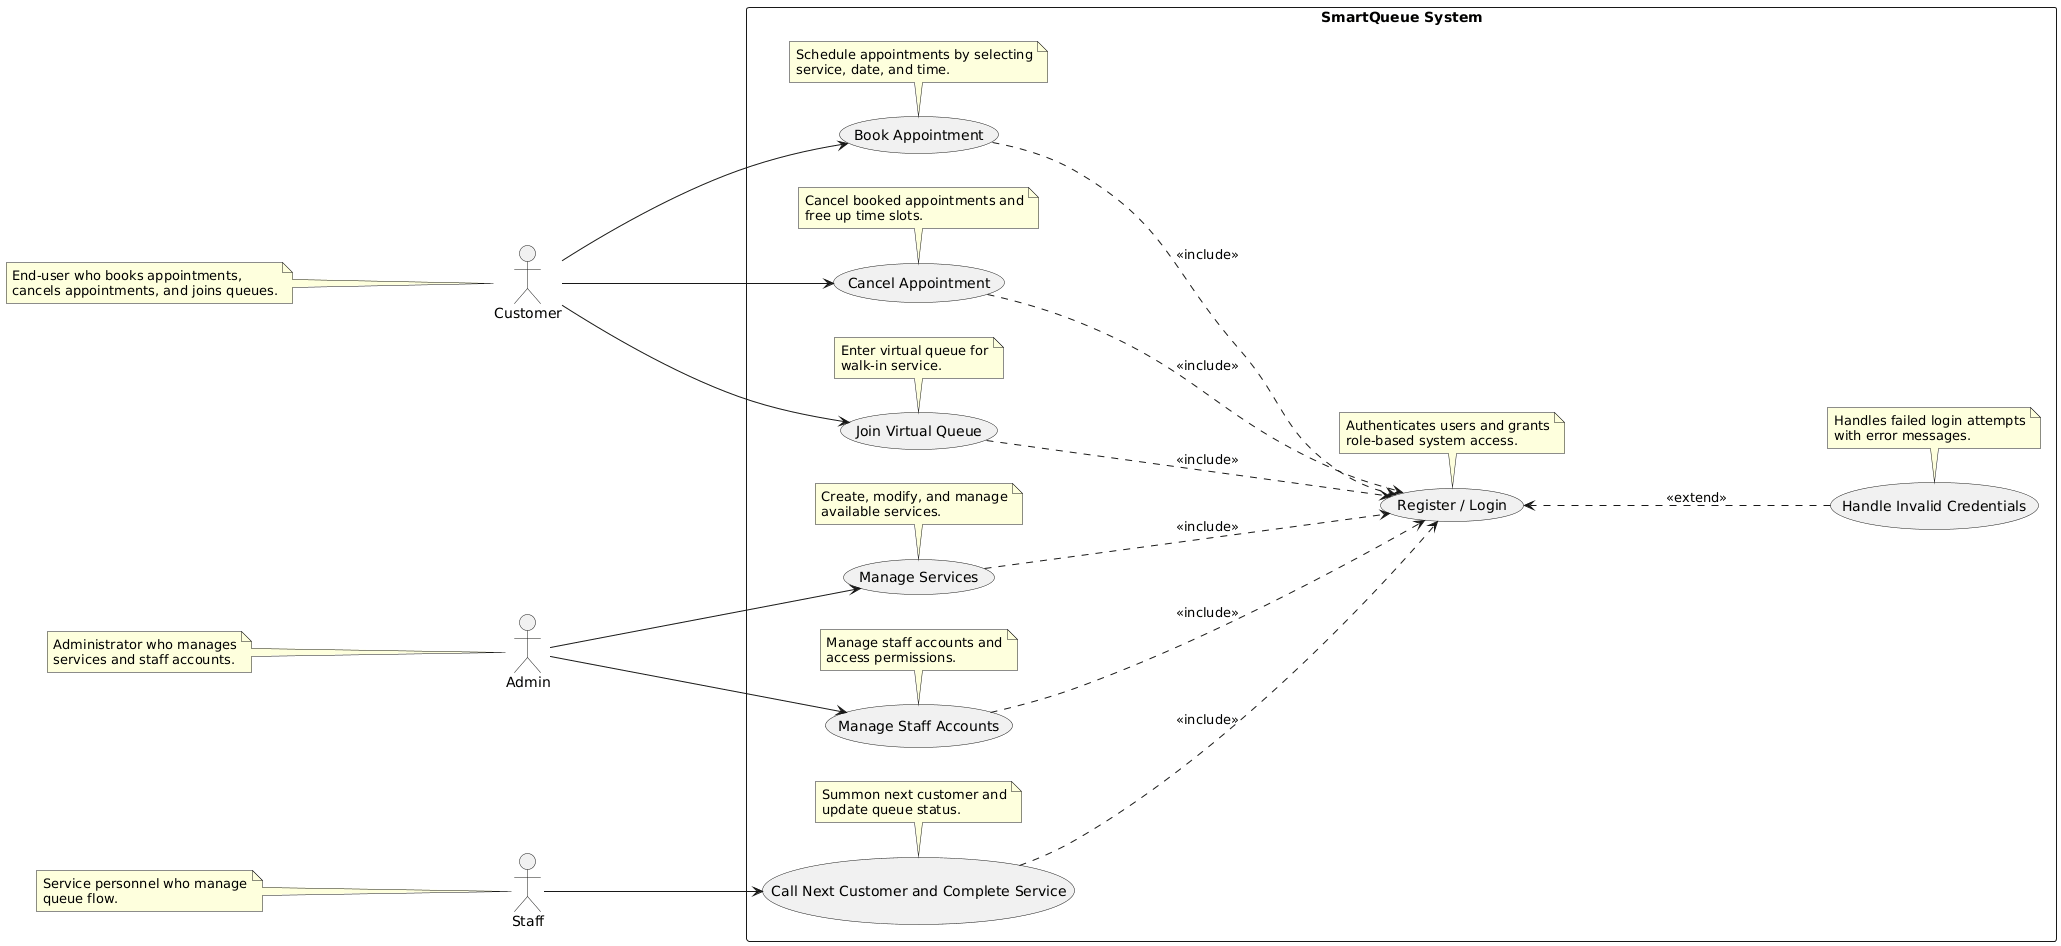 SmartQueue System
Schedule appointments by selecting
service, date, and time.
Book Appointment
Cancel booked appointments and
free up time slots.
«include»
End-user who books appointments,
cancels appointments, and joins queues.
Customer
Cancel Appointment
Enter virtual queue for
walk-in service.
«include»
Join Virtual Queue
«include»
Authenticates users and grants
role-based system access.
Handles failed login attempts
with error messages.
Create, modify, and manage
available services.
Register / Login
«extend»
Handle Invalid Credentials
«include»
Manage Services
Administrator who manages
services and staff accounts.
Admin
Manage staff accounts and
access permissions.
«include»
Manage Staff Accounts
«include»
Summon next customer and
update queue status.
Service personnel who manage
queue flow.
Staff
Call Next Customer and Complete Service